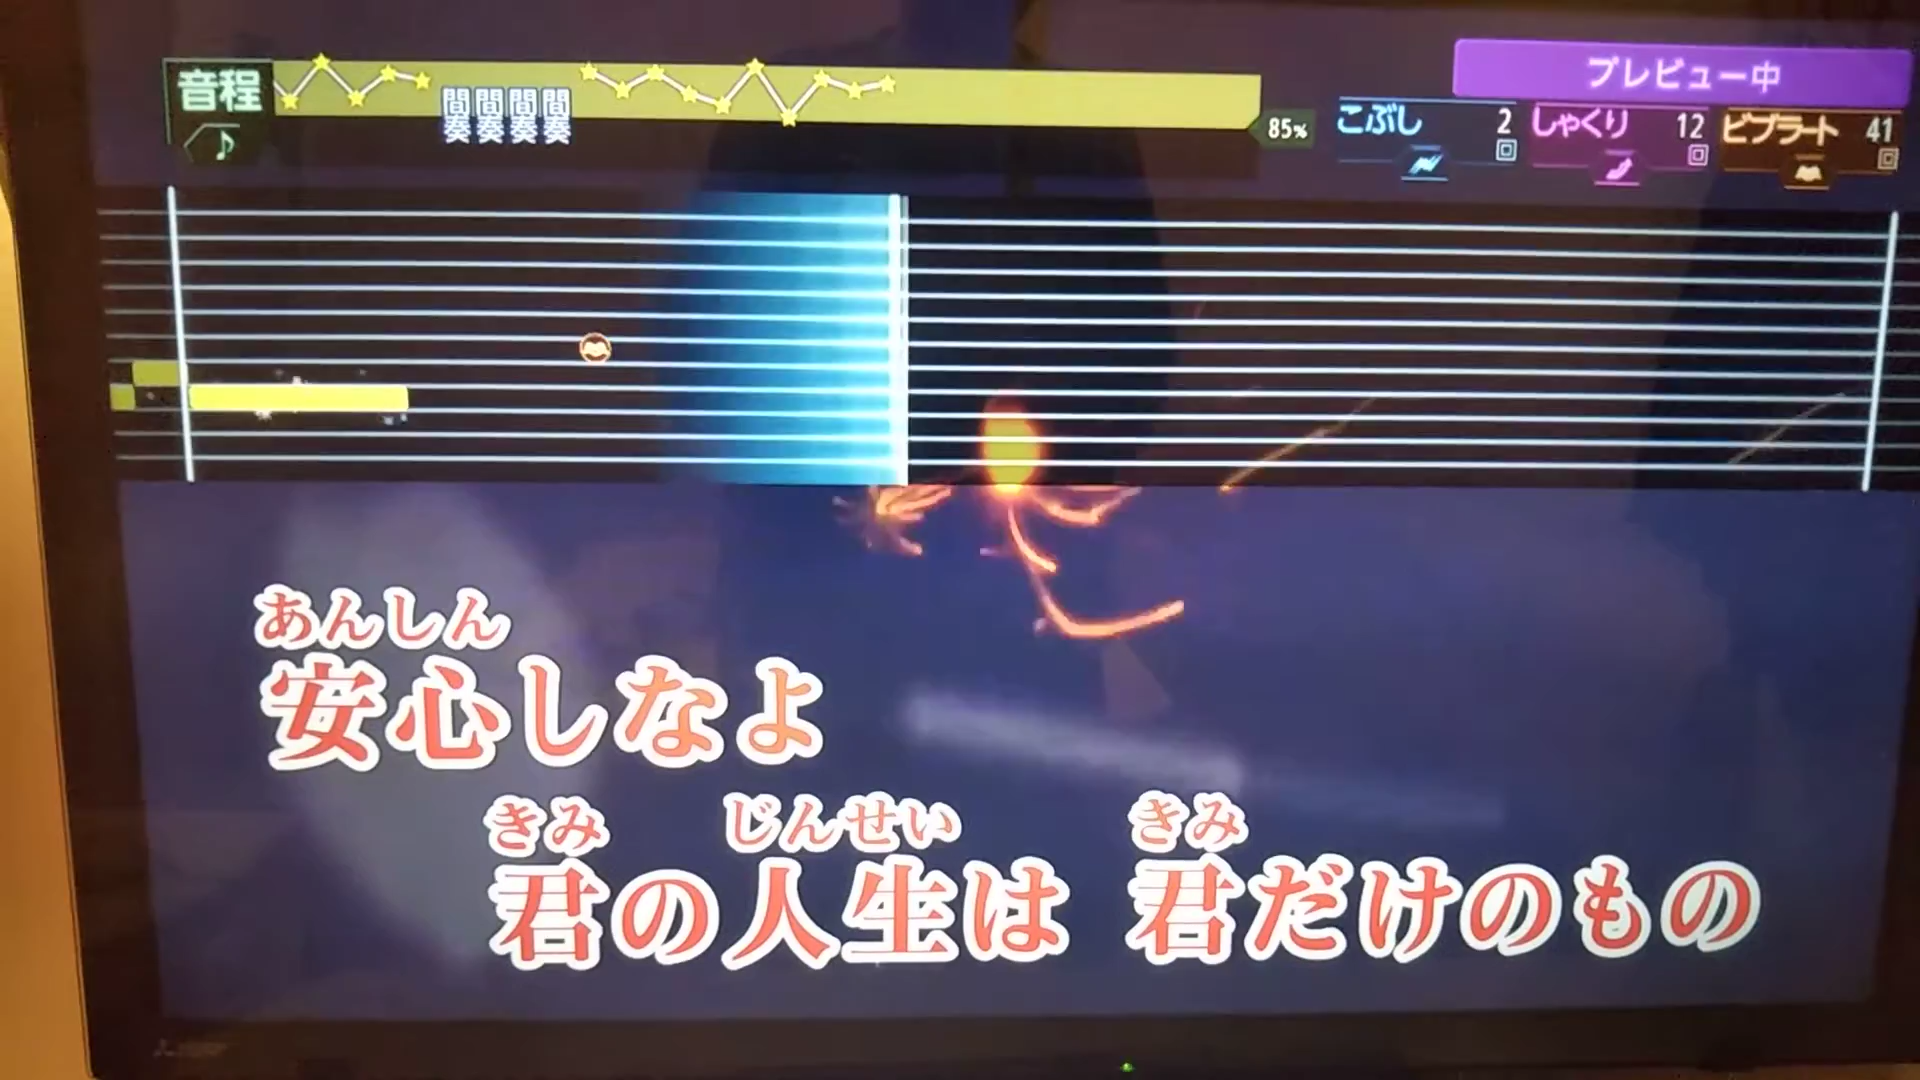 プレビュー中
音程
間奏 間奏 間奏 間奏
85%
こぶし 2 回
しゃくり 12 回
ビブラート 41 回
あんしん
安心しなよ
きみ じんせい きみ
君の人生は 君だけのもの